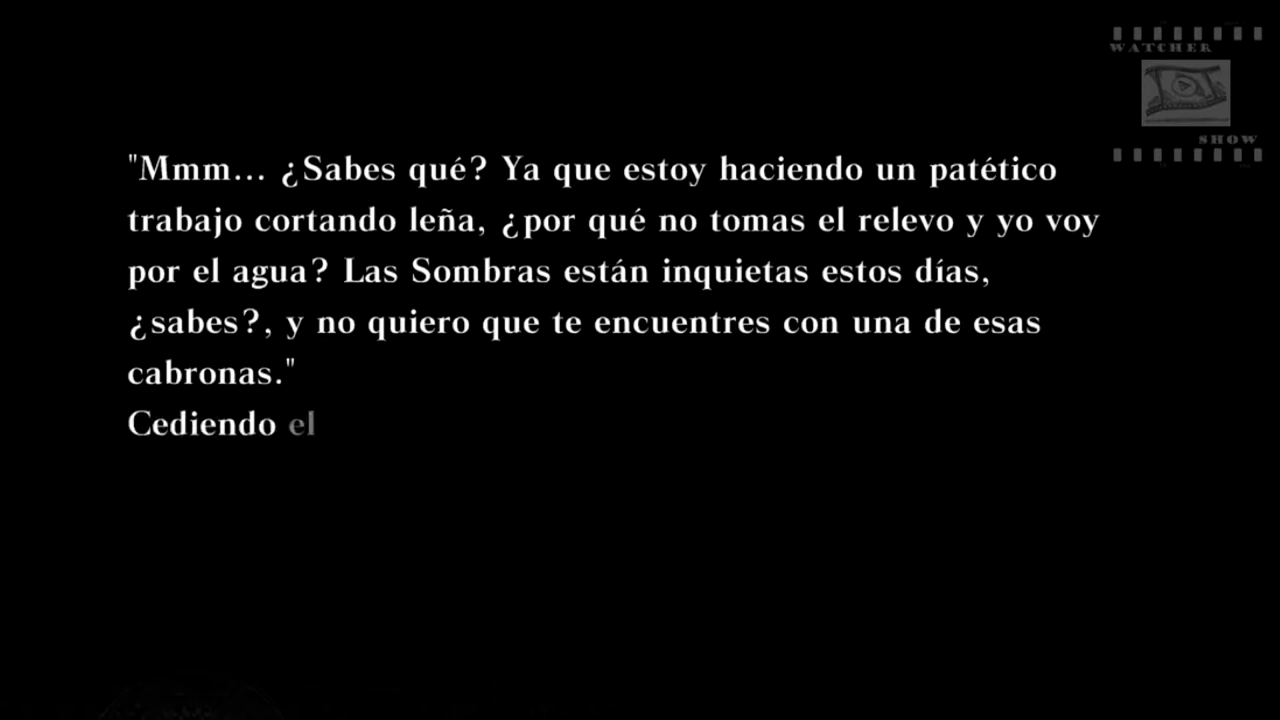 WATCHER
SHOW
"Mmm... ¿Sabes qué? Ya que estoy haciendo un patético
trabajo cortando leña, ¿por qué no tomas el relevo y yo voy
por el agua? Las Sombras están inquietas estos días,
¿sabes?, y no quiero que te encuentres con una de esas
cabronas."
Cediendo el